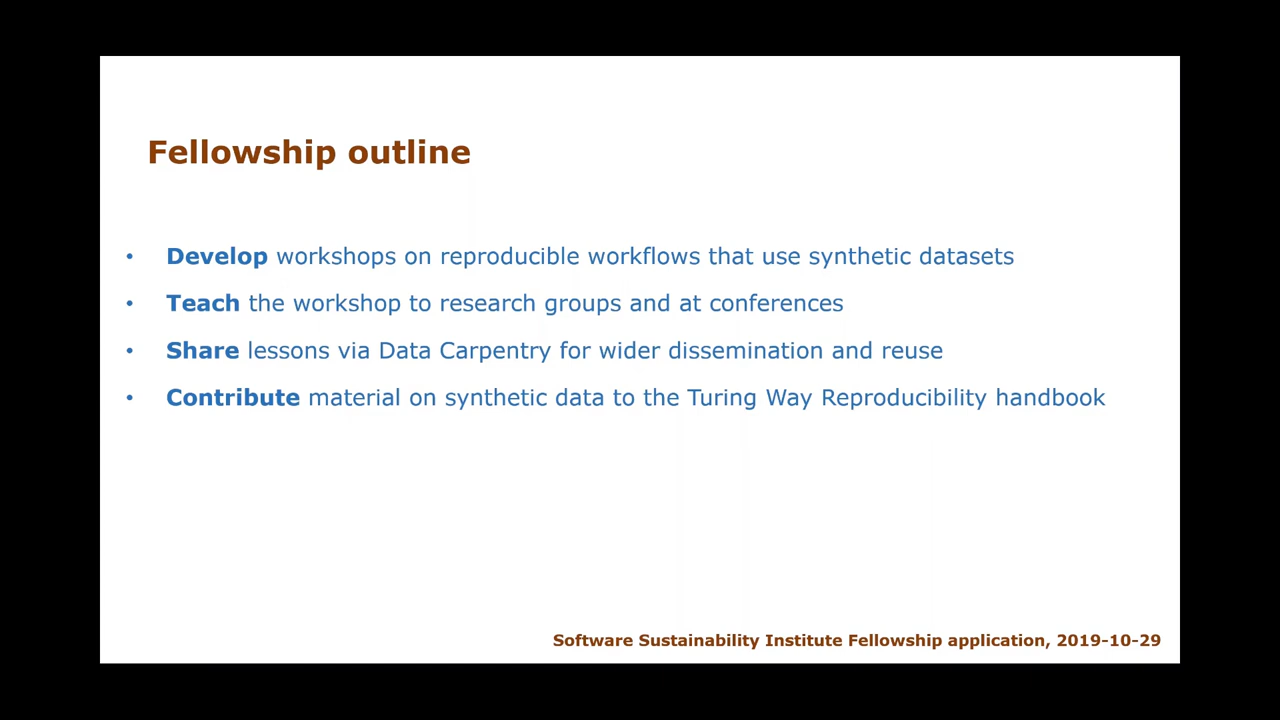 Fellowship outline
• Develop workshops on reproducible workflows that use synthetic datasets
• Teach the workshop to research groups and at conferences
• Share lessons via Data Carpentry for wider dissemination and reuse
• Contribute material on synthetic data to the Turing Way Reproducibility handbook
Software Sustainability Institute Fellowship application, 2019-10-29